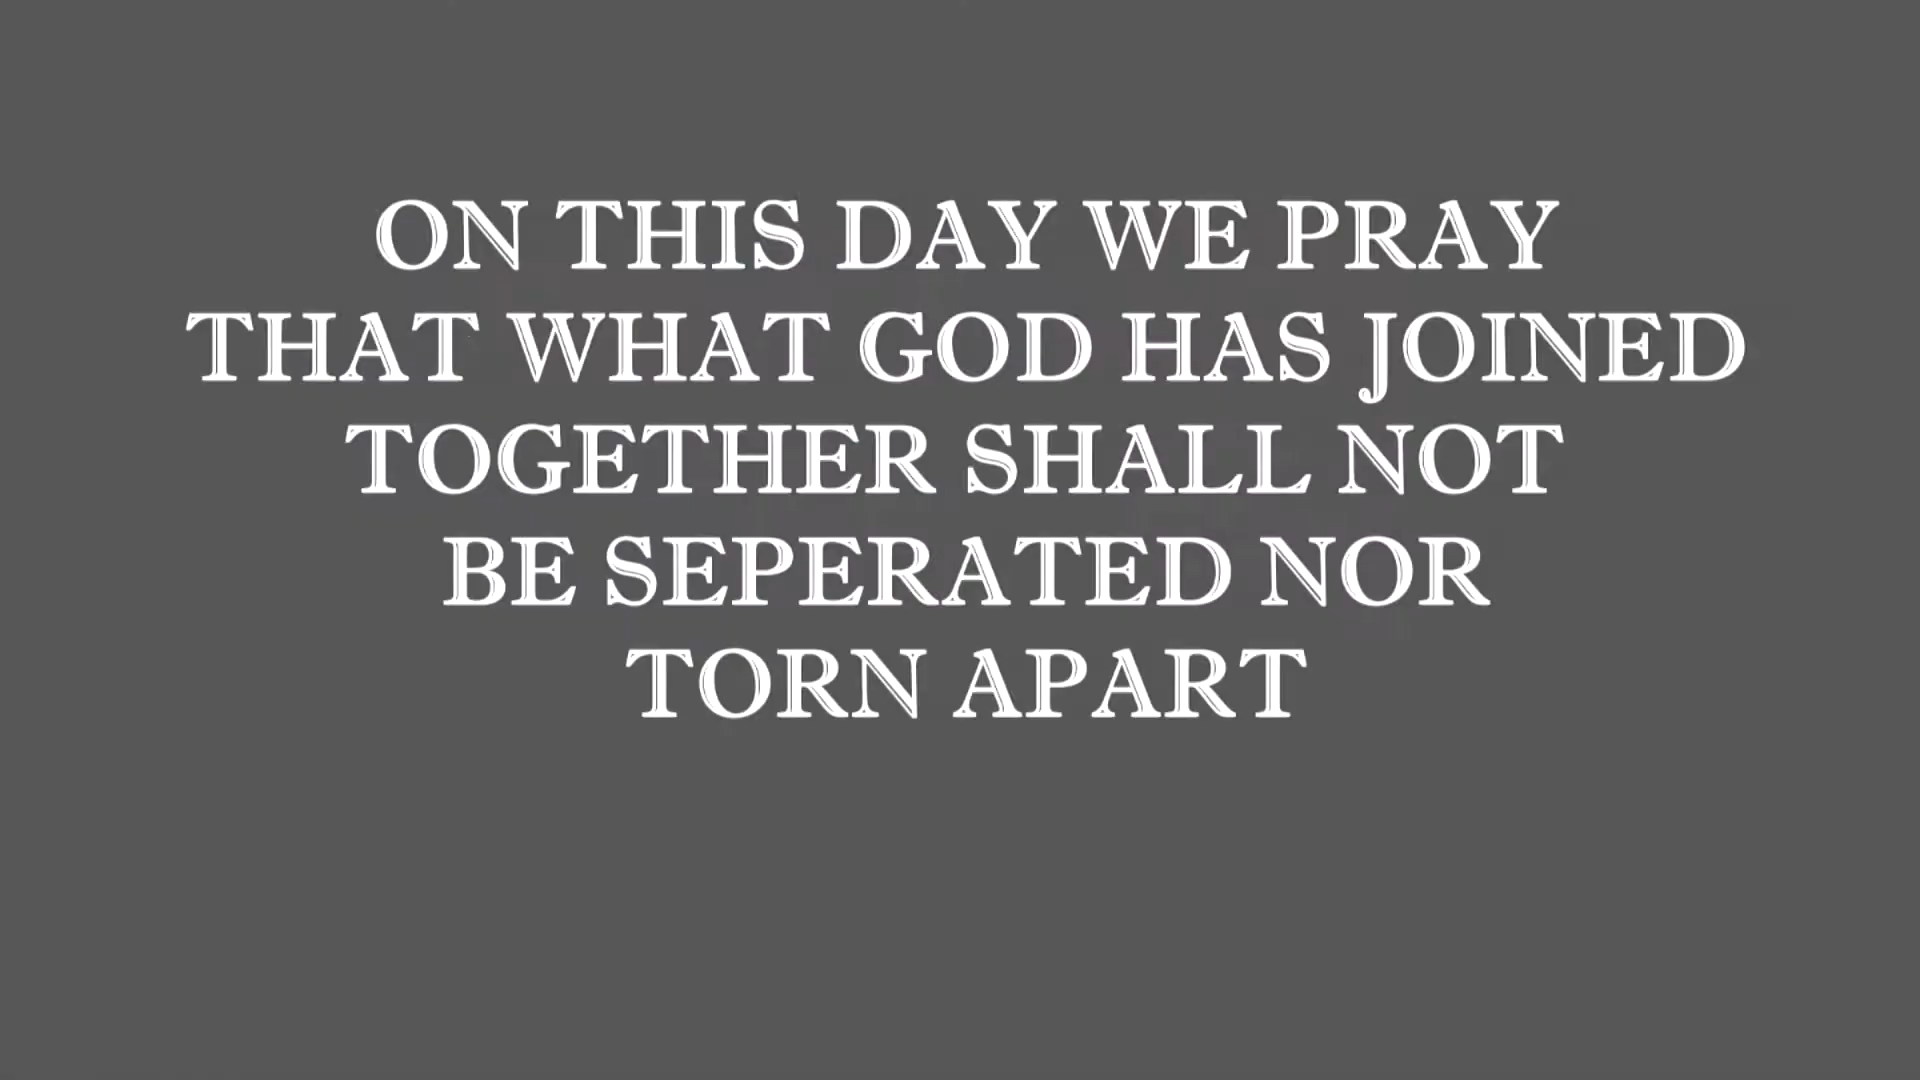 ON THIS DAY WE PRAY
THAT WHAT GOD HAS JOINED
TOGETHER SHALL NOT
BE SEPERATED NOR
TORN APART